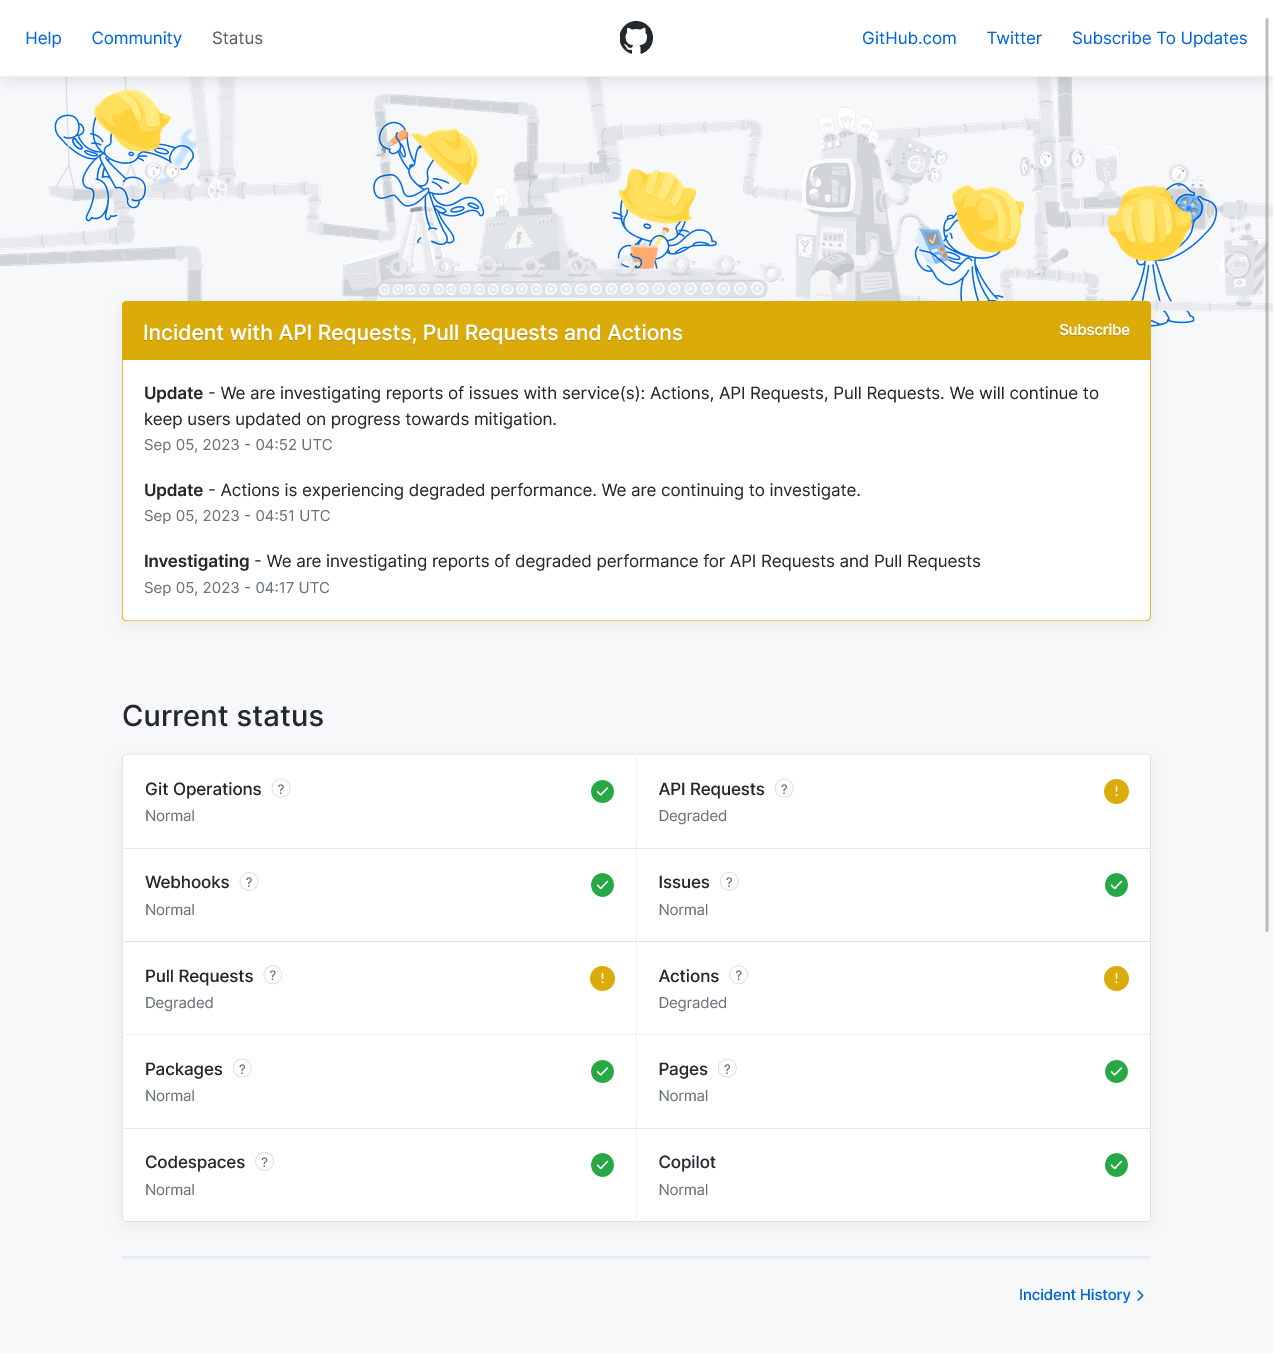 Help Community Status GitHub.com Twitter Subscribe To Updates
Incident with API Requests, Pull Requests and Actions Subscribe
Update - We are investigating reports of issues with service(s): Actions, API Requests, Pull Requests. We will continue to
keep users updated on progress towards mitigation.
Sep 05, 2023 - 04:52 UTC
Update - Actions is experiencing degraded performance. We are continuing to investigate.
Sep 05, 2023 - 04:51 UTC
Investigating - We are investigating reports of degraded performance for API Requests and Pull Requests
Sep 05, 2023 - 04:17 UTC
Current status
Git Operations ?
Normal
API Requests ?
Degraded
Webhooks ?
Normal
Issues ?
Normal
Pull Requests ?
Degraded
Actions ?
Degraded
Packages ?
Normal
Pages ?
Normal
Codespaces ?
Normal
Copilot
Normal
Incident History